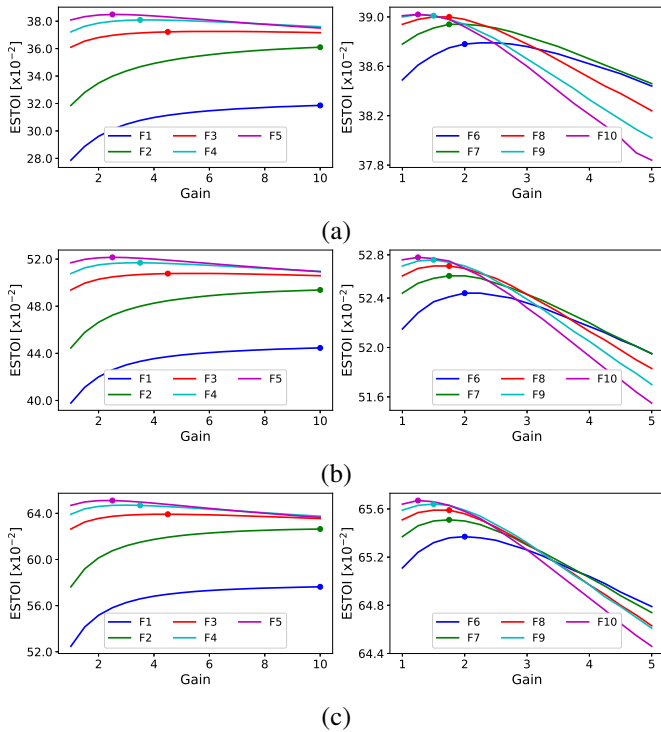 ESTOI [x10⁻²]
38.0
36.0
34.0
32.0
30.0
28.0
F1 F3 F5
F2 F4
2 4 6 8 10
Gain
ESTOI [x10⁻²]
39.0
38.6
38.2
37.8
F6 F8 F10
F7 F9
1 2 3 4 5
Gain
(a)
ESTOI [x10⁻²]
52.0
48.0
44.0
40.0
F1 F3 F5
F2 F4
2 4 6 8 10
Gain
ESTOI [x10⁻²]
52.8
52.4
52.0
51.6
F6 F8 F10
F7 F9
1 2 3 4 5
Gain
(b)
ESTOI [x10⁻²]
64.0
60.0
56.0
52.0
F1 F3 F5
F2 F4
2 4 6 8 10
Gain
ESTOI [x10⁻²]
65.6
65.2
64.8
64.4
F6 F8 F10
F7 F9
1 2 3 4 5
Gain
(c)